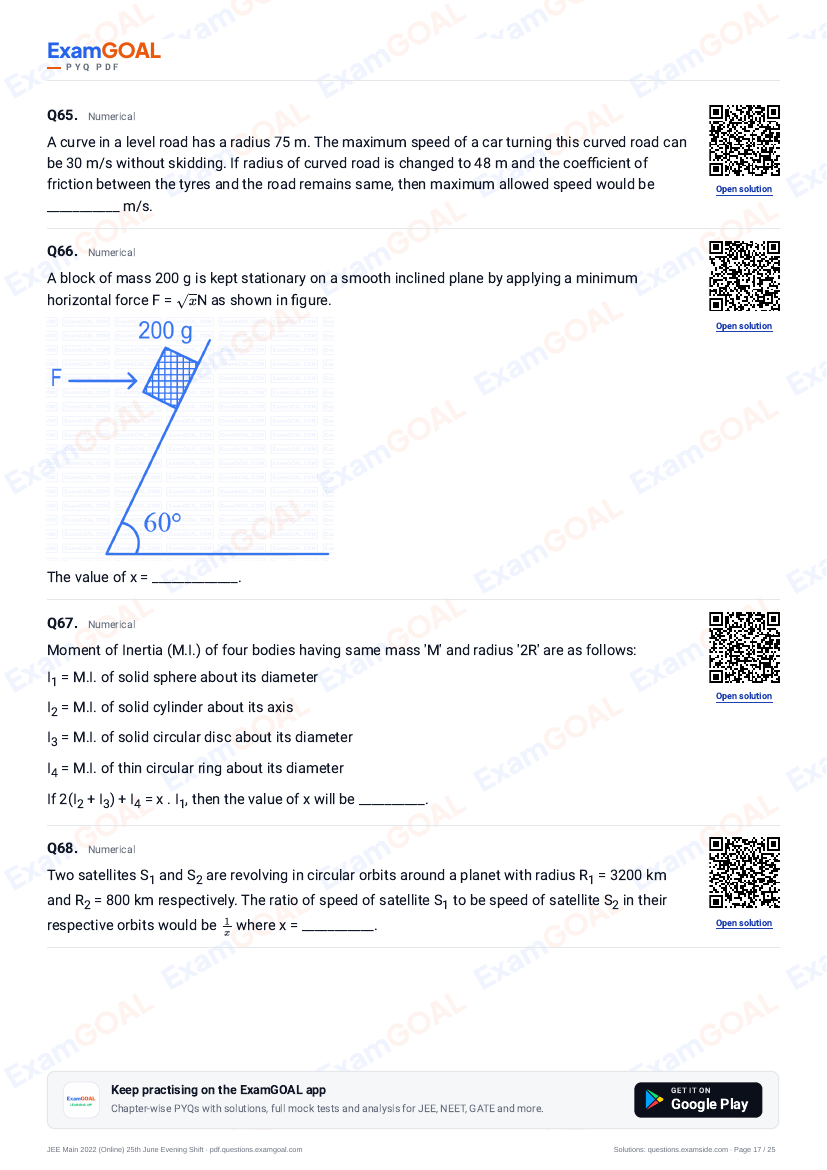 ExamGOAL
PYQ PDF
Q65. Numerical
A curve in a level road has a radius 75 m. The maximum speed of a car turning this curved road can
be 30 m/s without skidding. If radius of curved road is changed to 48 m and the coefficient of
friction between the tyres and the road remains same, then maximum allowed speed would be
___________ m/s.
Open solution
Q66. Numerical
A block of mass 200 g is kept stationary on a smooth inclined plane by applying a minimum
horizontal force F = √x N as shown in figure.
Open solution
200 g
F
60°
The value of x = _____________.
Q67. Numerical
Moment of Inertia (M.I.) of four bodies having same mass 'M' and radius '2R' are as follows:
I₁ = M.I. of solid sphere about its diameter
I₂ = M.I. of solid cylinder about its axis
I₃ = M.I. of solid circular disc about its diameter
I₄ = M.I. of thin circular ring about its diameter
If 2(I₂ + I₃) + I₄ = x . I₁, then the value of x will be __________.
Open solution
Q68. Numerical
Two satellites S₁ and S₂ are revolving in circular orbits around a planet with radius R₁ = 3200 km
and R₂ = 800 km respectively. The ratio of speed of satellite S₁ to be speed of satellite S₂ in their
respective orbits would be 1/x where x = ___________.
Open solution
ExamGOAL
Keep practising on the ExamGOAL app
Chapter-wise PYQs with solutions, full mock tests and analysis for JEE, NEET, GATE and more.
GET IT ON
Google Play
JEE Main 2022 (Online) 25th June Evening Shift · pdf.questions.examgoal.com
Solutions: questions.examside.com · Page 17 / 25